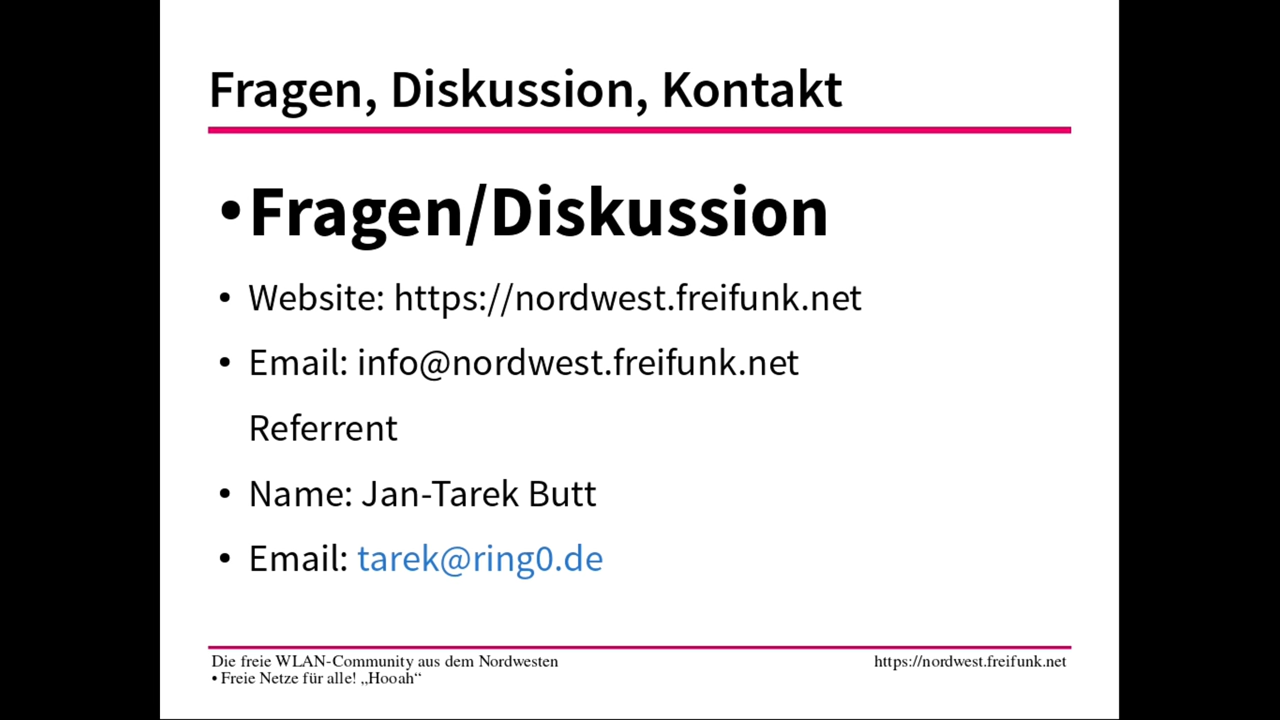 Fragen, Diskussion, Kontakt
•Fragen/Diskussion
• Website: https://nordwest.freifunk.net
• Email: info@nordwest.freifunk.net
Referrent
• Name: Jan-Tarek Butt
• Email: tarek@ring0.de
Die freie WLAN-Community aus dem Nordwesten
• Freie Netze für alle! „Hooah“
https://nordwest.freifunk.net